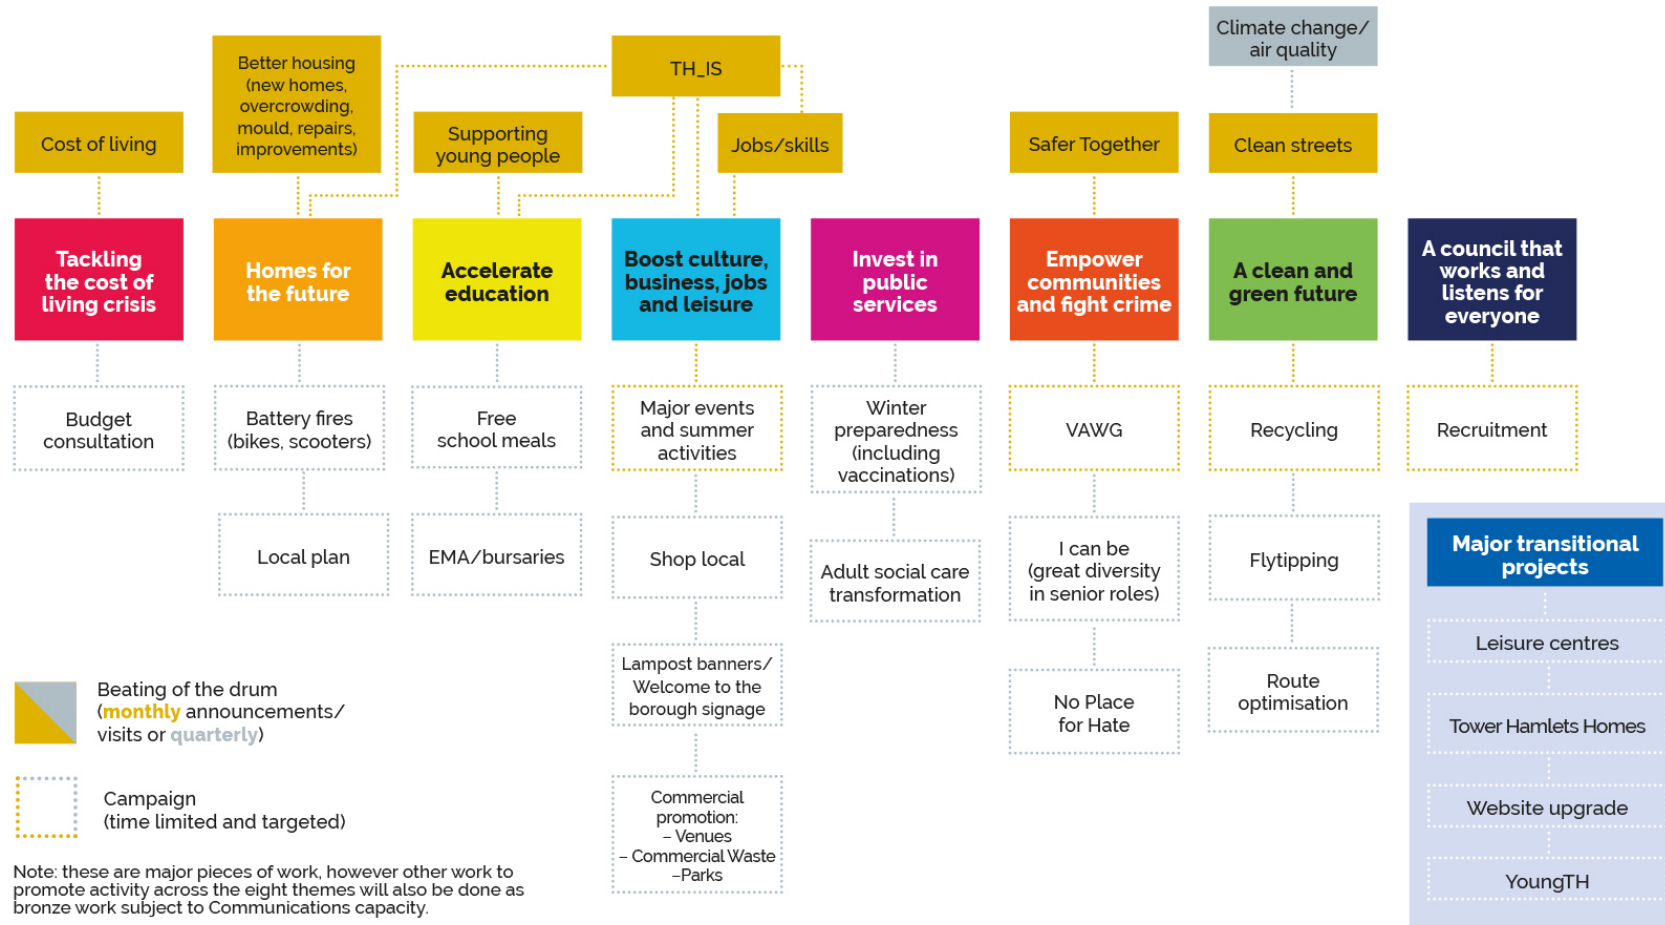 Climate change/
air quality
Better housing
(new homes,
overcrowding,
mould, repairs,
improvements)
TH_IS
Cost of living
Supporting
young people
Jobs/skills
Safer Together
Clean streets
Tackling
the cost of
living crisis
Homes for
the future
Accelerate
education
Boost culture,
business, jobs
and leisure
Invest in
public
services
Empower
communities
and fight crime
A clean and
green future
A council that
works and
listens for
everyone
Budget
consultation
Battery fires
(bikes, scooters)
Free
school meals
Major events
and summer
activities
Winter
preparedness
(including
vaccinations)
VAWG
Recycling
Recruitment
Local plan
EMA/bursaries
Shop local
Adult social care
transformation
I can be
(great diversity
in senior roles)
Flytipping
Lampost banners/
Welcome to the
borough signage
No Place
for Hate
Route
optimisation
Commercial
promotion:
– Venues
– Commercial Waste
–Parks
Major transitional
projects
Leisure centres
Tower Hamlets Homes
Website upgrade
YoungTH
Beating of the drum
(monthly announcements/
visits or quarterly)
Campaign
(time limited and targeted)
Note: these are major pieces of work, however other work to
promote activity across the eight themes will also be done as
bronze work subject to Communications capacity.